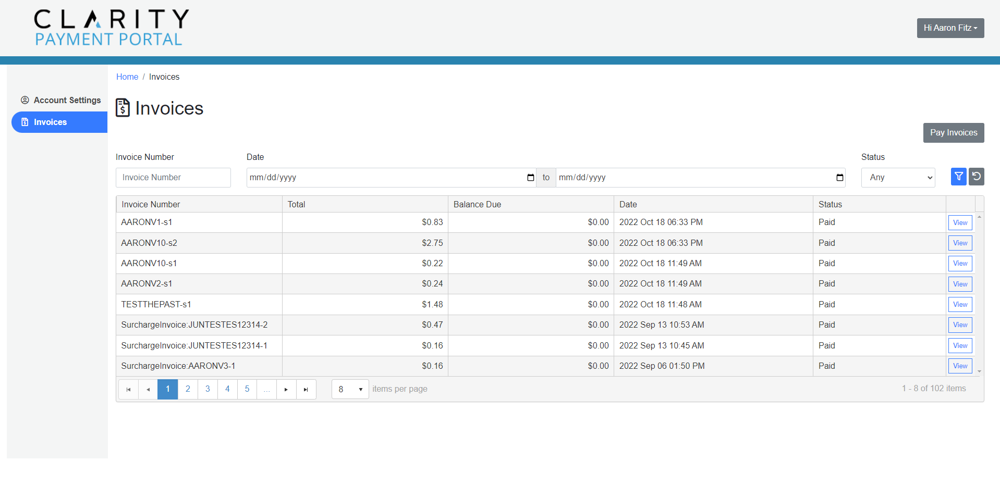 CLARITY
PAYMENT PORTAL
Hi Aaron Fitz
Home / Invoices
Account Settings
Invoices
Invoices
Pay Invoices
Invoice Number Date Status
Invoice Number mm/dd/yyyy to mm/dd/yyyy Any
Invoice Number Total Balance Due Date Status
AARONV1-s1 $0.83 $0.00 2022 Oct 18 06:33 PM Paid View
AARONV10-s2 $2.75 $0.00 2022 Oct 18 06:33 PM Paid View
AARONV10-s1 $0.22 $0.00 2022 Oct 18 11:49 AM Paid View
AARONV2-s1 $0.24 $0.00 2022 Oct 18 11:49 AM Paid View
TESTTHEPAST-s1 $1.48 $0.00 2022 Oct 18 11:48 AM Paid View
SurchargeInvoice:JUNTESTES12314-2 $0.47 $0.00 2022 Sep 13 10:53 AM Paid View
SurchargeInvoice:JUNTESTES12314-1 $0.16 $0.00 2022 Sep 13 10:45 AM Paid View
SurchargeInvoice:AARONV3-1 $0.16 $0.00 2022 Sep 06 01:50 PM Paid View
1 2 3 4 5 ... 8 items per page 1 - 8 of 102 items